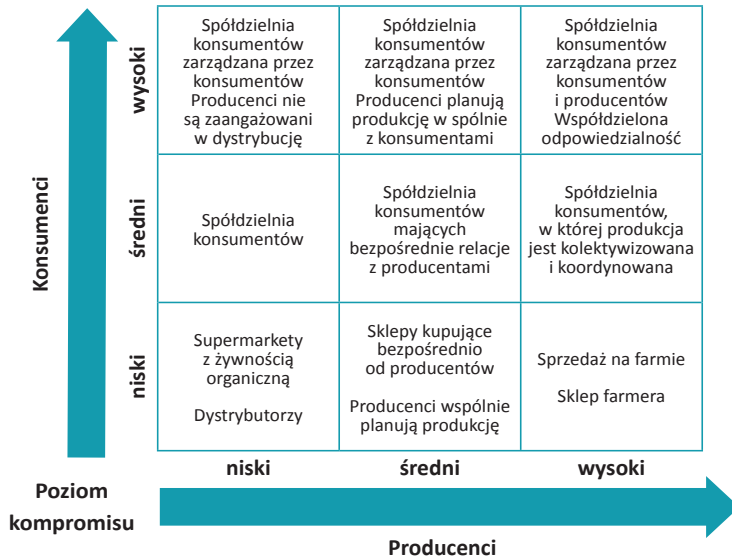 Konsumenci
wysoki
Spółdzielnia
konsumentów
zarządzana przez
konsumentów
Producenci nie
są zaangażowani
w dystrybucję
Spółdzielnia
konsumentów
zarządzana przez
konsumentów
Producenci planują
produkcję w spólnie
z konsumentami
Spółdzielnia
konsumentów
zarządzana przez
konsumentów
i producentów
Współdzielona
odpowiedzialność
średni
Spółdzielnia
konsumentów
Spółdzielnia
konsumentów
mających
bezpośrednie relacje
z producentami
Spółdzielnia
konsumentów,
w której produkcja
jest kolektywizowana
i koordynowana
niski
Supermarkety
z żywnością
organiczną
Dystrybutorzy
Sklepy kupujące
bezpośrednio
od producentów
Producenci wspólnie
planują produkcję
Sprzedaż na farmie
Sklep farmera
niski
średni
wysoki
Poziom
kompromisu
Producenci